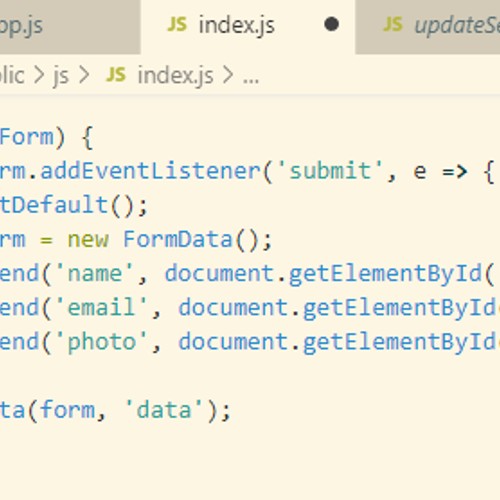 pp.js JS index.js ● JS updateSe
lic > js > JS index.js > ...
Form) {
rm.addEventListener('submit', e => {
tDefault();
rm = new FormData();
end('name', document.getElementById(
end('email', document.getElementById
end('photo', document.getElementById
ta(form, 'data');